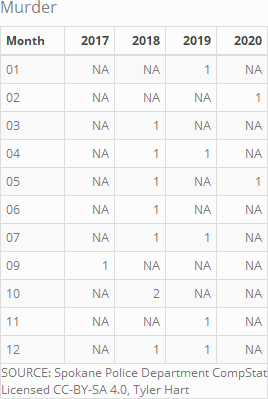 Murder
Month 2017 2018 2019 2020
01 NA NA 1 NA
02 NA NA NA 1
03 NA 1 NA NA
04 NA 1 1 NA
05 NA 1 NA 1
06 NA 1 NA NA
07 NA 1 1 NA
09 1 NA NA NA
10 NA 2 NA NA
11 NA NA 1 NA
12 NA 1 1 NA
SOURCE: Spokane Police Department CompStat
Licensed CC-BY-SA 4.0, Tyler Hart